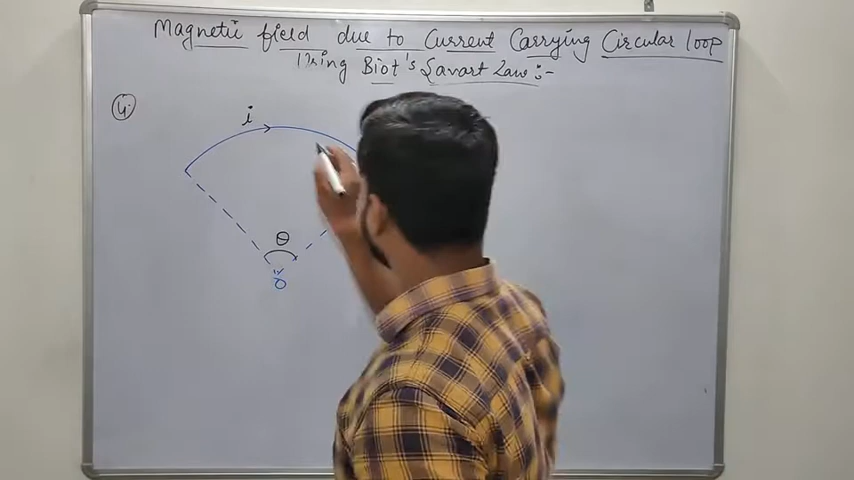 Magnetic field due to Current Carrying Circular loop
Using Biot's Savart Law :-
4.
i
θ
O